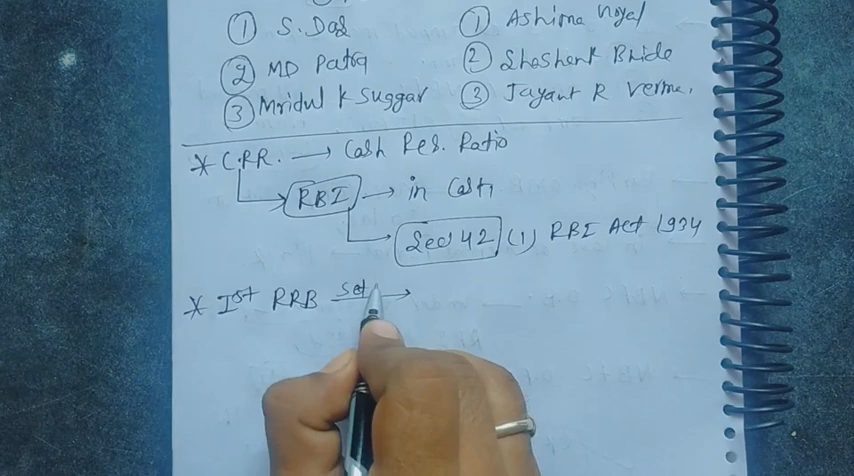 ① S. Das ① Ashima Goyal
② MD Patra ② Shashank Bhide
③ Mridul K Suggar ③ Jayant R Verma,
* C.RR. → Cash Res. Ratio
RBI → in Cash
Sec 42 (1) RBI Act 1934
* Ist RRB Set →